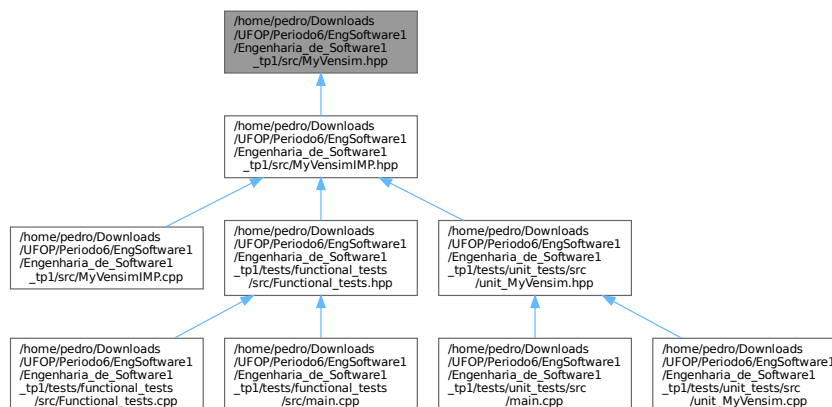 /home/pedro/Downloads
/UFOP/Periodo6/EngSoftware1
/Engenharia_de_Software1
_tp1/src/MyVensim.hpp
/home/pedro/Downloads
/UFOP/Periodo6/EngSoftware1
/Engenharia_de_Software1
_tp1/src/MyVensimIMP.hpp
/home/pedro/Downloads
/UFOP/Periodo6/EngSoftware1
/Engenharia_de_Software1
_tp1/src/MyVensimIMP.cpp
/home/pedro/Downloads
/UFOP/Periodo6/EngSoftware1
/Engenharia_de_Software1
_tp1/tests/functional_tests
/src/Functional_tests.hpp
/home/pedro/Downloads
/UFOP/Periodo6/EngSoftware1
/Engenharia_de_Software1
_tp1/tests/unit_tests/src
/unit_MyVensim.hpp
/home/pedro/Downloads
/UFOP/Periodo6/EngSoftware1
/Engenharia_de_Software1
_tp1/tests/functional_tests
/src/Functional_tests.cpp
/home/pedro/Downloads
/UFOP/Periodo6/EngSoftware1
/Engenharia_de_Software1
_tp1/tests/functional_tests
/src/main.cpp
/home/pedro/Downloads
/UFOP/Periodo6/EngSoftware1
/Engenharia_de_Software1
_tp1/tests/unit_tests/src
/main.cpp
/home/pedro/Downloads
/UFOP/Periodo6/EngSoftware1
/Engenharia_de_Software1
_tp1/tests/unit_tests/src
/unit_MyVensim.cpp